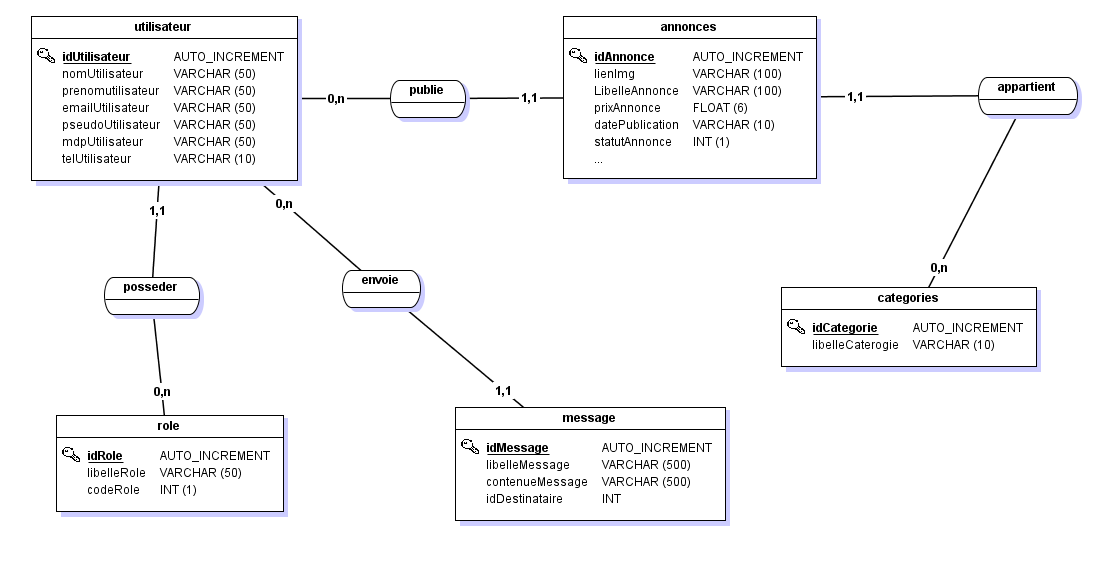 utilisateur
idUtilisateur AUTO_INCREMENT
nomUtilisateur VARCHAR (50)
prenomutilisateur VARCHAR (50)
emailUtilisateur VARCHAR (50)
pseudoUtilisateur VARCHAR (50)
mdpUtilisateur VARCHAR (50)
telUtilisateur VARCHAR (10)
0,n
publie
1,1
annonces
idAnnonce AUTO_INCREMENT
lienImg VARCHAR (100)
LibelleAnnonce VARCHAR (100)
prixAnnonce FLOAT (6)
datePublication VARCHAR (10)
statutAnnonce INT (1)
...
1,1
appartient
0,n
categories
idCategorie AUTO_INCREMENT
libelleCaterogie VARCHAR (10)
1,1
posseder
0,n
role
idRole AUTO_INCREMENT
libelleRole VARCHAR (50)
codeRole INT (1)
0,n
envoie
1,1
message
idMessage AUTO_INCREMENT
libelleMessage VARCHAR (500)
contenueMessage VARCHAR (500)
idDestinataire INT